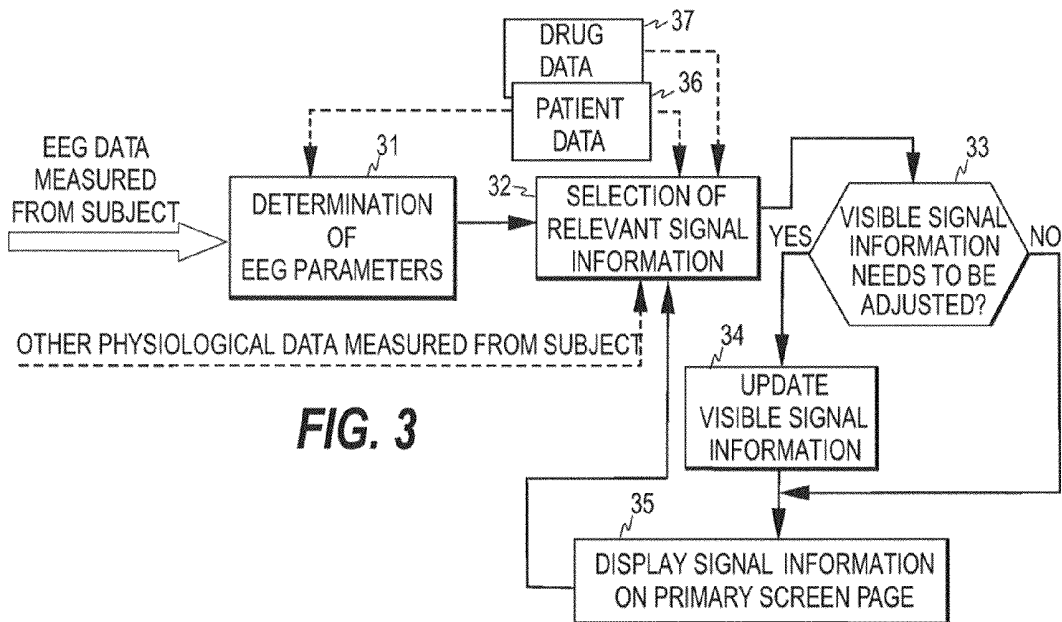 DRUG
DATA
37
PATIENT
DATA
36
EEG DATA
MEASURED
FROM SUBJECT
31
DETERMINATION
OF
EEG PARAMETERS
32
SELECTION OF
RELEVANT SIGNAL
INFORMATION
33
VISIBLE SIGNAL
INFORMATION
NEEDS TO BE
ADJUSTED?
YES
NO
OTHER PHYSIOLOGICAL DATA MEASURED FROM SUBJECT
34
UPDATE
VISIBLE SIGNAL
INFORMATION
FIG. 3
35
DISPLAY SIGNAL INFORMATION
ON PRIMARY SCREEN PAGE